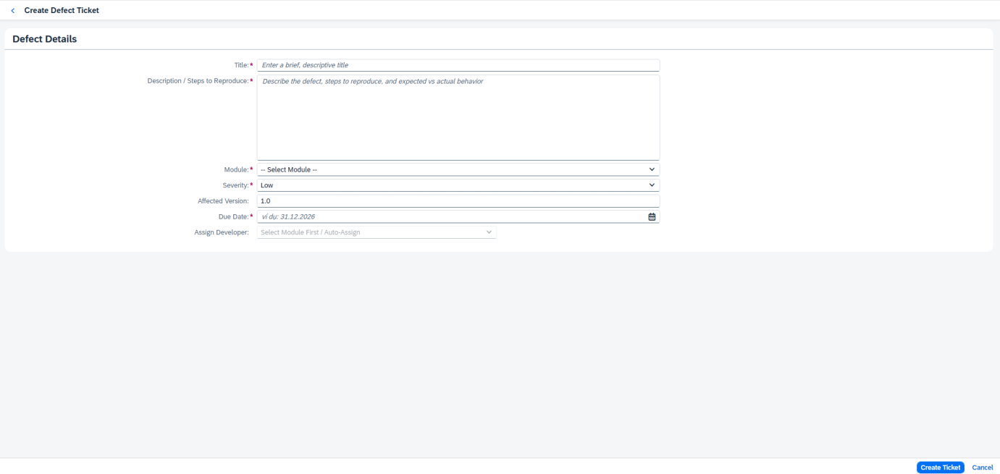 Create Defect Ticket
Defect Details
Title:* Enter a brief, descriptive title
Description / Steps to Reproduce:* Describe the defect, steps to reproduce, and expected vs actual behavior
Module:* -- Select Module --
Severity:* Low
Affected Version: 1.0
Due Date:* ví dụ: 31.12.2026
Assign Developer: Select Module First / Auto-Assign
Create Ticket Cancel